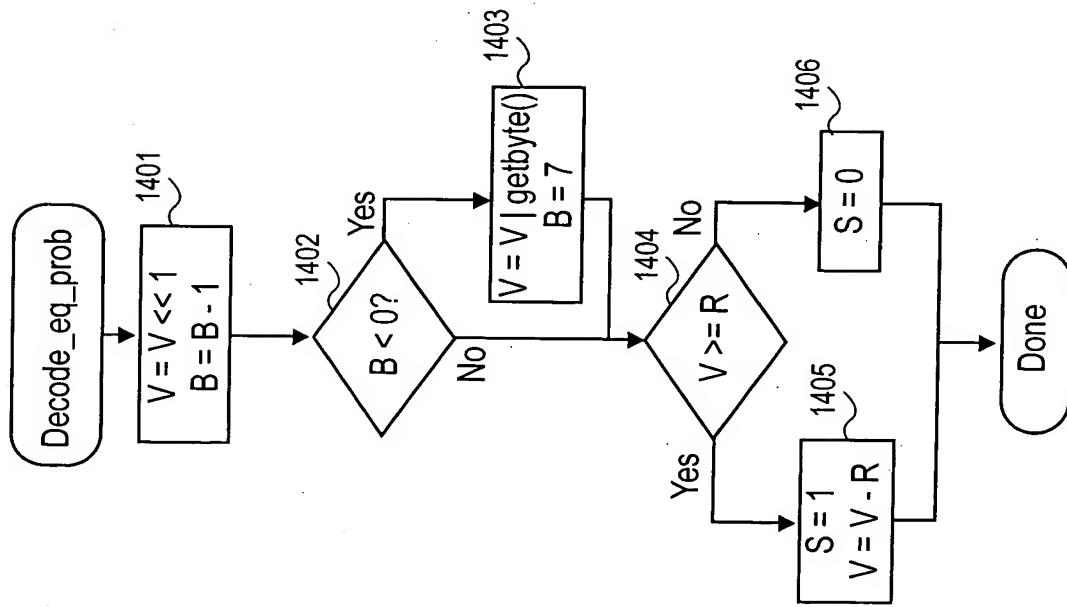 Decode_eq_prob
1401
V = V << 1
B = B - 1
1402
B < 0?
Yes
No
1403
V = V | getbyte()
B = 7
1404
V >= R
Yes
No
1405
S = 1
V = V - R
1406
S = 0
Done